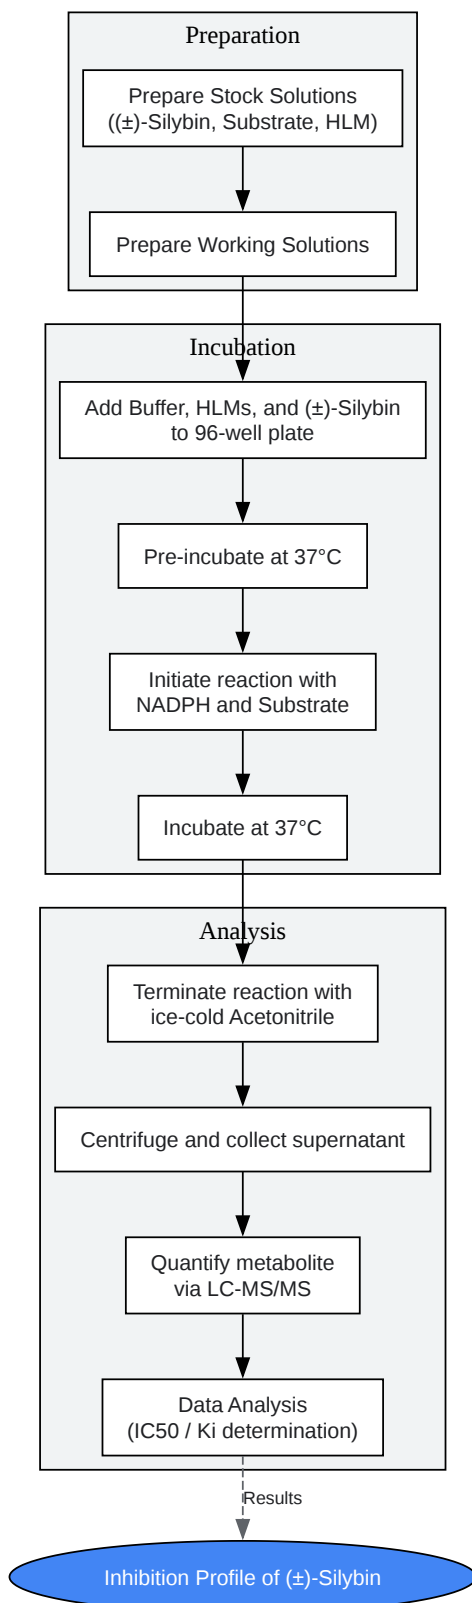 Preparation
Prepare Stock Solutions
((±)-Silybin, Substrate, HLM)
Prepare Working Solutions
Incubation
Add Buffer, HLMs, and (±)-Silybin
to 96-well plate
Pre-incubate at 37°C
Initiate reaction with
NADPH and Substrate
Incubate at 37°C
Analysis
Terminate reaction with
ice-cold Acetonitrile
Centrifuge and collect supernatant
Quantify metabolite
via LC-MS/MS
Data Analysis
(IC50 / Ki determination)
Results
Inhibition Profile of (±)-Silybin